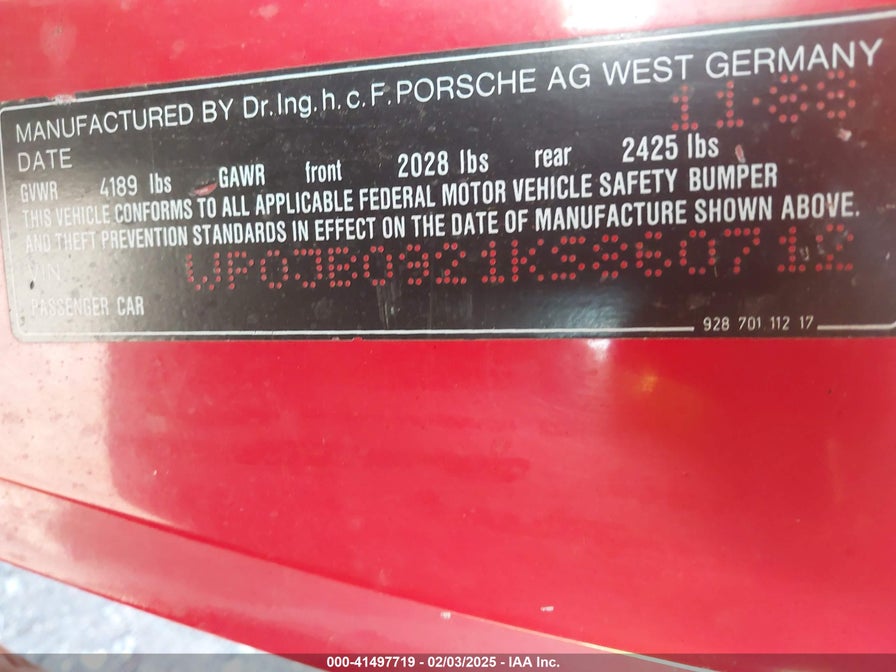 MANUFACTURED BY Dr.Ing.h.c.F.PORSCHE AG WEST GERMANY
DATE 11-88
GVWR 4189 lbs GAWR front 2028 lbs rear 2425 lbs
THIS VEHICLE CONFORMS TO ALL APPLICABLE FEDERAL MOTOR VEHICLE SAFETY BUMPER
AND THEFT PREVENTION STANDARDS IN EFFECT ON THE DATE OF MANUFACTURE SHOWN ABOVE.
VIN WP0JB0921KS860712
PASSENGER CAR
928 701 112 17
000-41497719 - 02/03/2025 - IAA Inc.